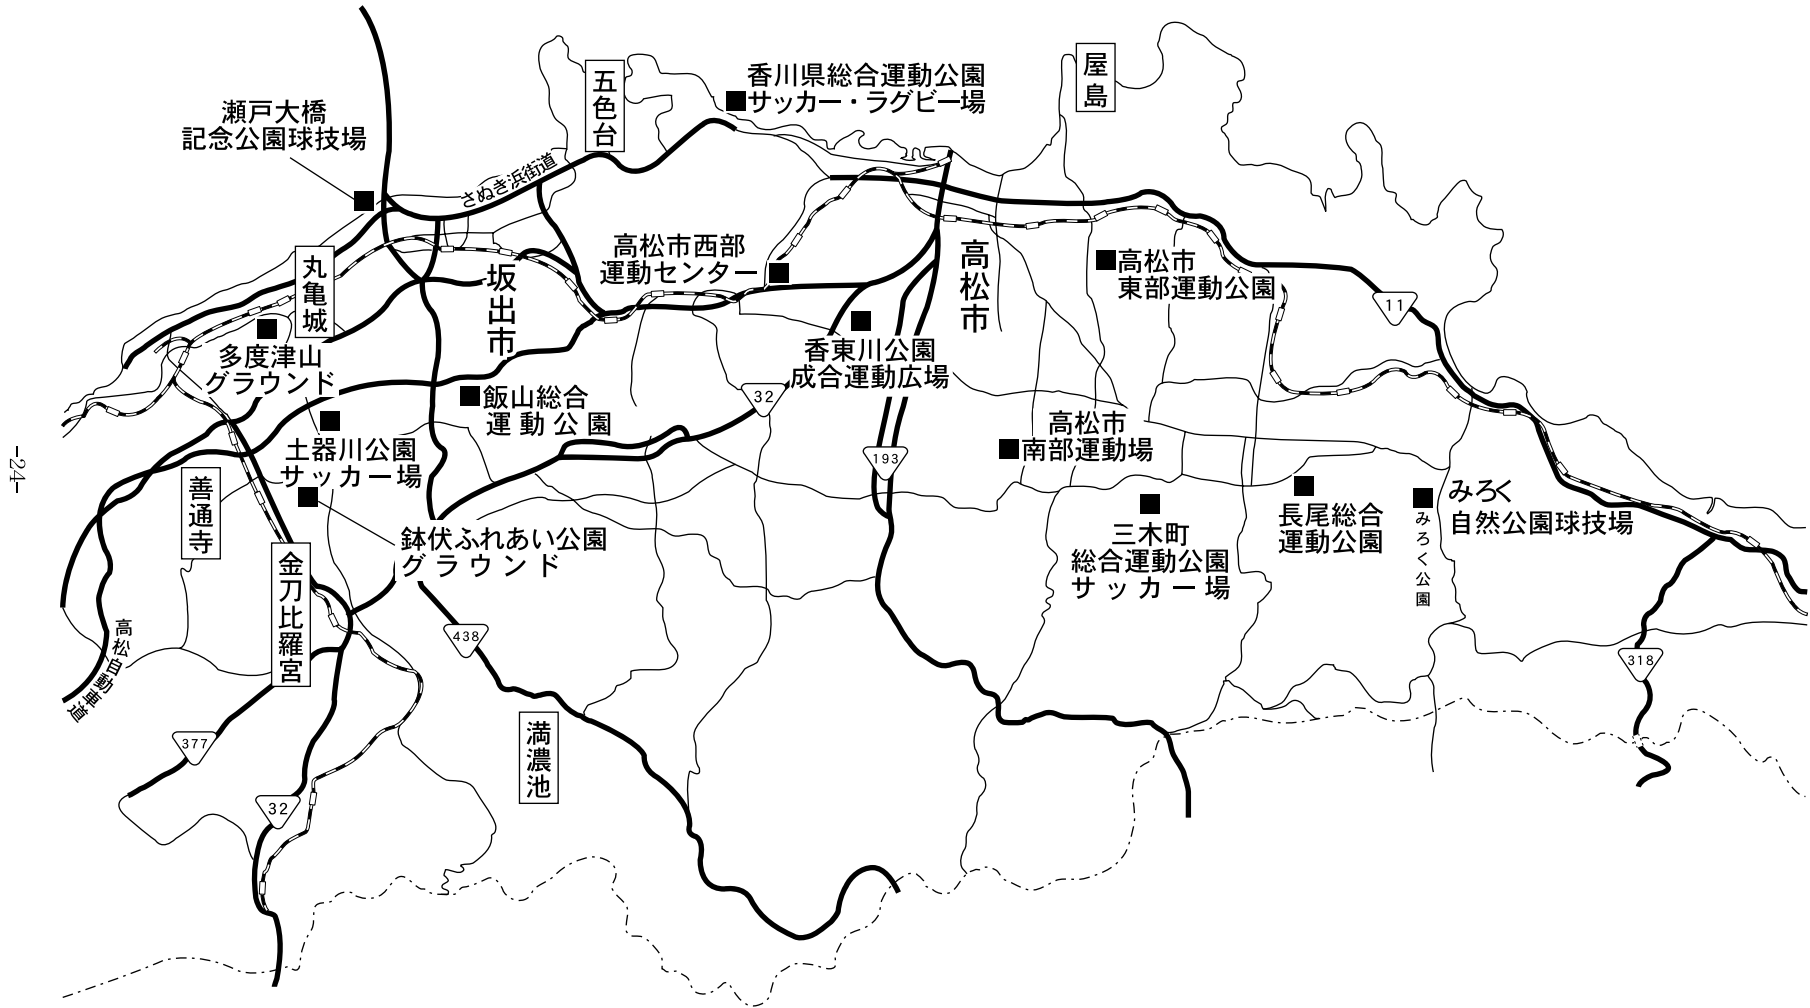 香川県総合運動公園
サッカー・ラグビー場
屋島
五色台
瀬戸大橋
記念公園球技場
さぬき浜街道
高松市西部
運動センター
高松市
高松市
東部運動公園
丸亀城
坂出市
11
多度津山
グラウンド
香東川公園
成合運動広場
飯山総合
運動公園
32
高松市
南部運動場
土器川公園
サッカー場
193
善通寺
-24-
鉢伏ふれあい公園
グラウンド
三木町
総合運動公園
サッカー場
長尾総合
運動公園
みろく
自然公園球技場
みろく公園
金刀比羅宮
高松自動車道
438
318
377
満濃池
32